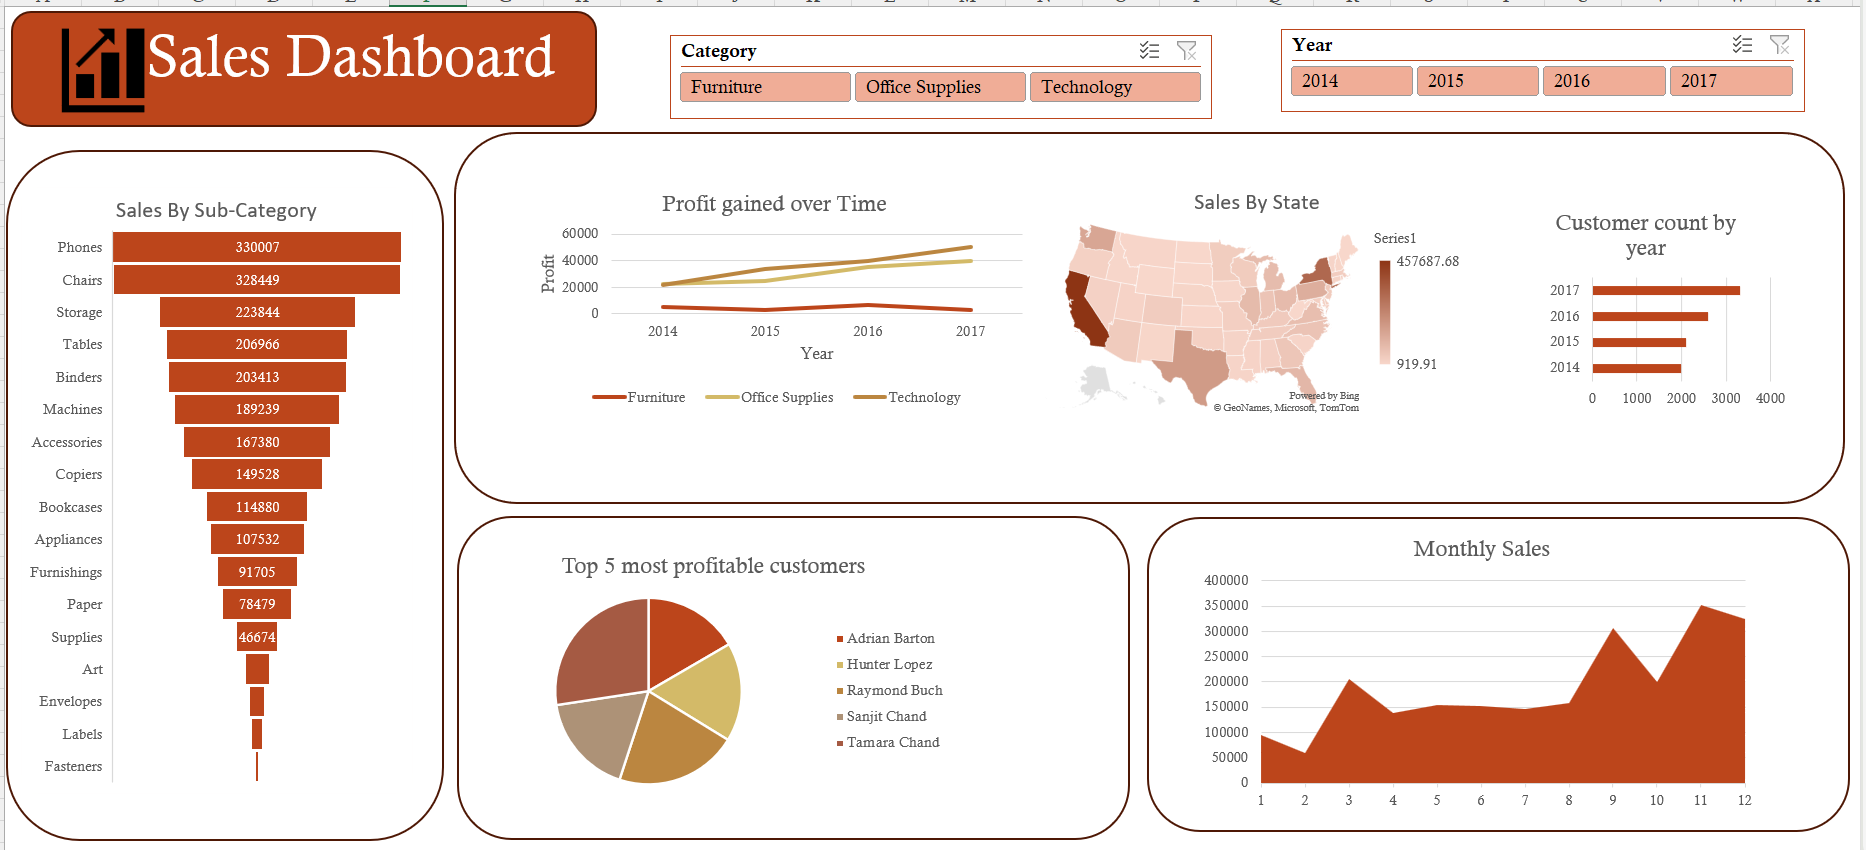 Sales Dashboard
Category
Furniture
Office Supplies
Technology
Year
2014
2015
2016
2017
Sales By Sub-Category
Phones 330007
Chairs 328449
Storage 223844
Tables 206966
Binders 203413
Machines 189239
Accessories 167380
Copiers 149528
Bookcases 114880
Appliances 107532
Furnishings 91705
Paper 78479
Supplies 46674
Art
Envelopes
Labels
Fasteners
Profit gained over Time
Profit
60000
40000
20000
0
2014 2015 2016 2017
Year
Furniture Office Supplies Technology
Sales By State
Series1
457687.68
919.91
Powered by Bing
© GeoNames, Microsoft, TomTom
Customer count by
year
2017
2016
2015
2014
0 1000 2000 3000 4000
Top 5 most profitable customers
Adrian Barton
Hunter Lopez
Raymond Buch
Sanjit Chand
Tamara Chand
Monthly Sales
400000
350000
300000
250000
200000
150000
100000
50000
0
1 2 3 4 5 6 7 8 9 10 11 12